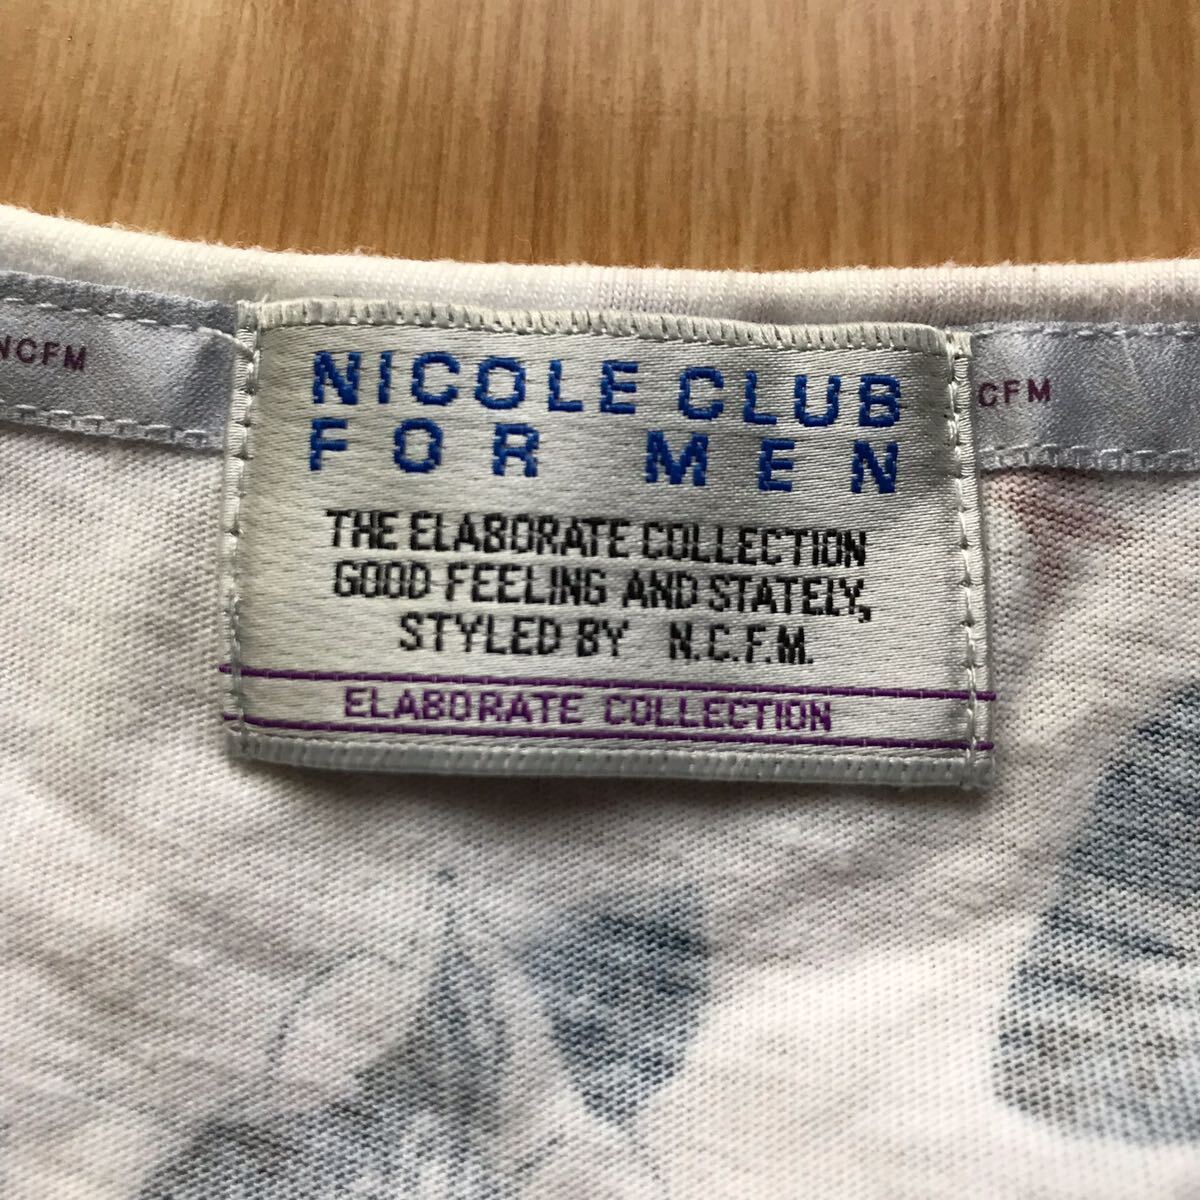 NCFM
NICOLE CLUB
FOR MEN
CFM
THE ELABORATE COLLECTION
GOOD FEELING AND STATELY,
STYLED BY N.C.F.M.
ELABORATE COLLECTION